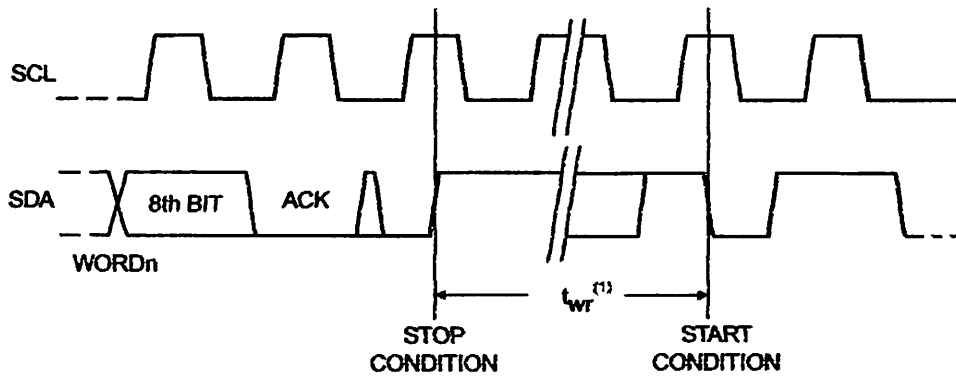 SCL
SDA
8th BIT
ACK
WORDn
twr(1)
STOP
CONDITION
START
CONDITION